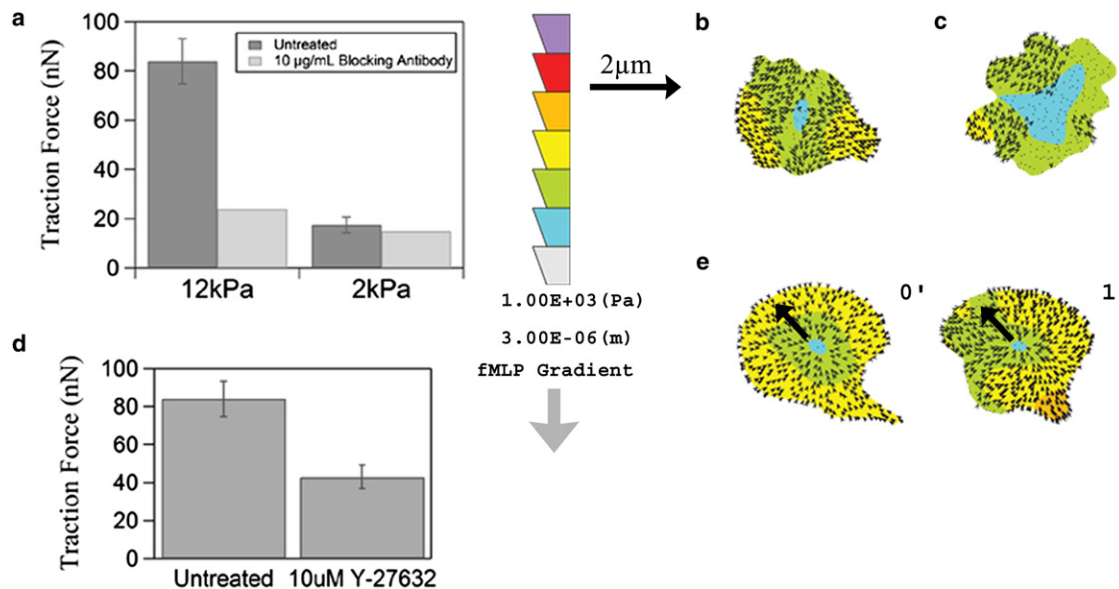 a
Traction Force (nN)
100
80
60
40
20
0
Untreated
10 µg/mL Blocking Antibody
12kPa
2kPa
2µm
1.00E+03(Pa)
3.00E-06(m)
fMLP Gradient
b
c
d
Traction Force (nN)
100
80
60
40
20
0
Untreated
10uM Y-27632
e
0'
1